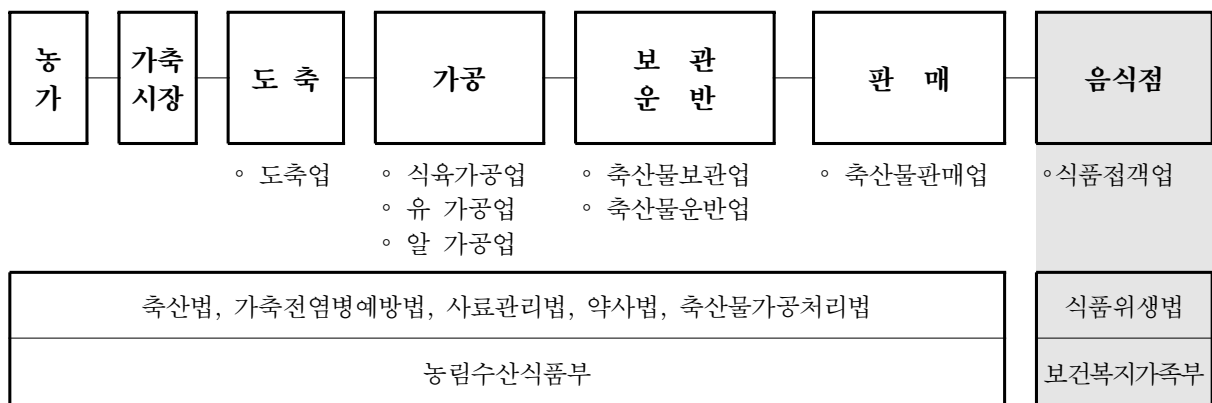 농가
가축시장
도 축
가공
보 관
운 반
판 매
음식점
◦ 도축업
◦ 식육가공업
◦ 유 가공업
◦ 알 가공업
◦ 축산물보관업
◦ 축산물운반업
◦ 축산물판매업
◦식품접객업
축산법, 가축전염병예방법, 사료관리법, 약사법, 축산물가공처리법
식품위생법
농림수산식품부
보건복지가족부